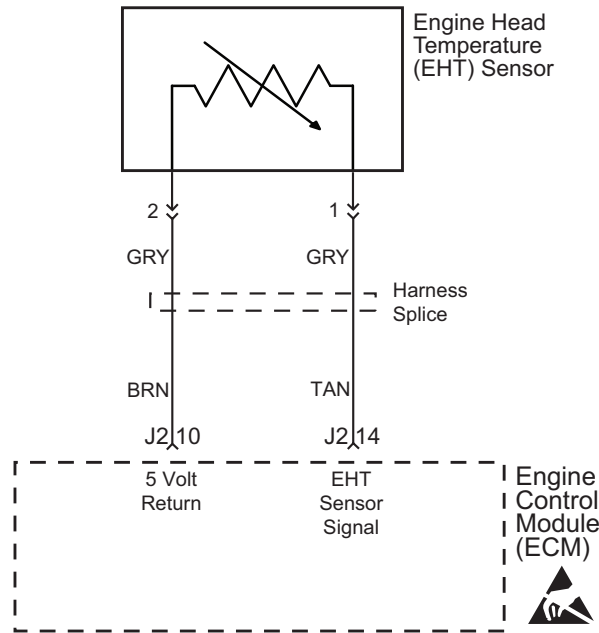 Engine Head
Temperature
(EHT) Sensor
2 1
GRY GRY
Harness
Splice
BRN TAN
J2 10 J2 14
5 Volt
Return
EHT
Sensor
Signal
Engine
Control
Module
(ECM)